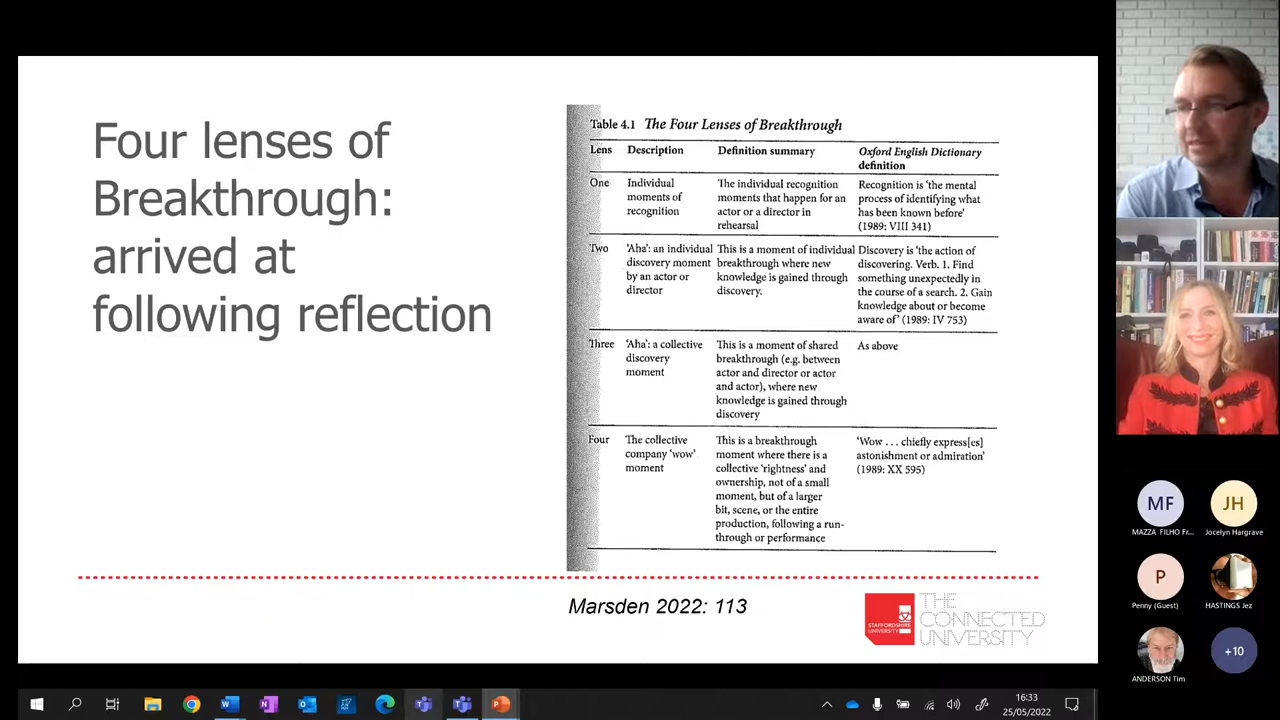 Four lenses of
Breakthrough:
arrived at
following reflection
Table 4.1 The Four Lenses of Breakthrough
Lens Description Definition summary Oxford English Dictionary
definition
One Individual The individual recognition Recognition is 'the mental
moments of moments that happen for an process of identifying what
recognition actor or a director in has been known before'
rehearsal (1989: VIII 341)
Two 'Aha': an individual This is a moment of individual Discovery is 'the action of
discovery moment breakthrough where new discovering. Verb. 1. Find
by an actor or knowledge is gained through something unexpectedly in
director discovery. the course of a search. 2. Gain
knowledge about or become
aware of' (1989: IV 753)
Three 'Aha': a collective This is a moment of shared As above
discovery breakthrough (e.g. between
moment actor and director or actor
and actor), where new
knowledge is gained through
discovery
Four The collective This is a breakthrough 'Wow . . . chiefly express[es]
company 'wow' moment where there is a astonishment or admiration'
moment collective 'rightness' and (1989: XX 595)
ownership, not of a small
moment, but of a larger
bit, scene, or the entire
production, following a run-
through or performance
Marsden 2022: 113
STAFFORDSHIRE
UNIVERSITY
THE
CONNECTED
UNIVERSITY
MF
MAZZA FILHO Fr...
JH
Jocelyn Hargrave
P
Penny (Guest)
HASTINGS Jez
ANDERSON Tim
+10
16:33
25/05/2022